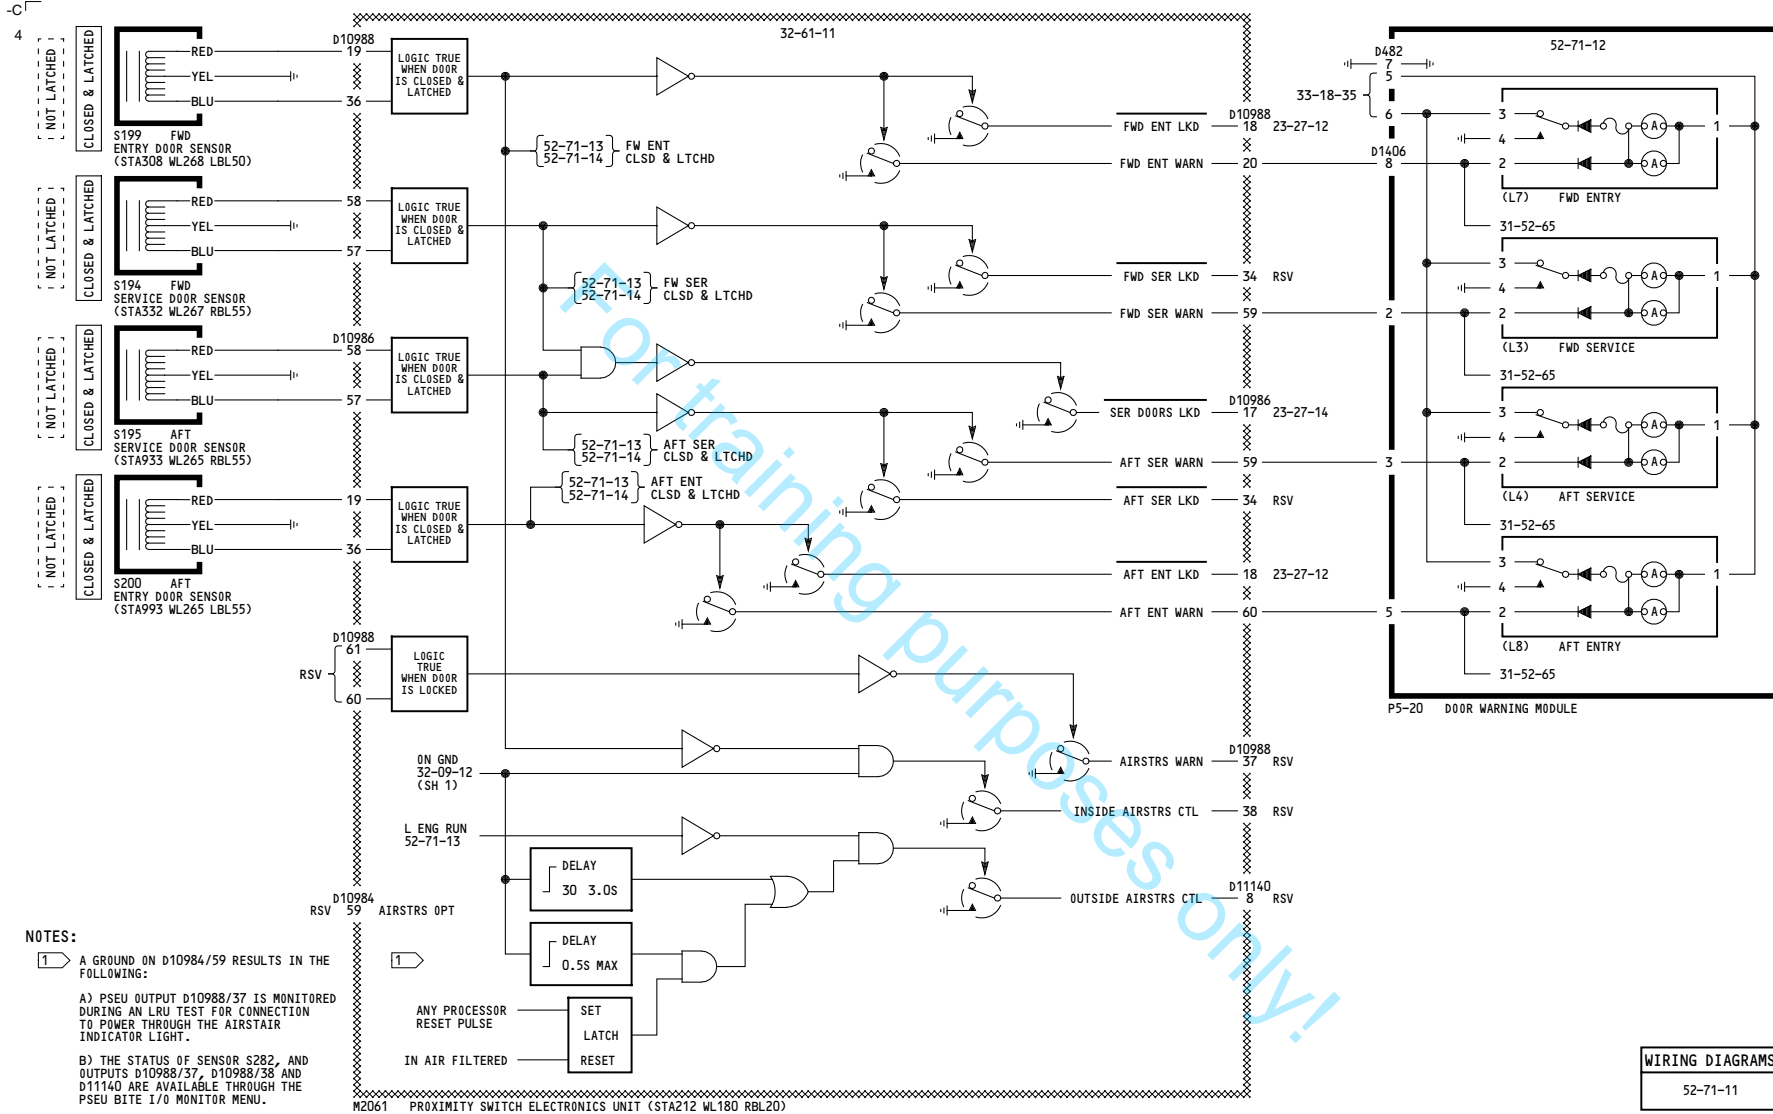 -C
4
32-61-11
NOT LATCHED
CLOSED & LATCHED
RED
YEL
BLU
S199 FWD
ENTRY DOOR SENSOR
(STA308 WL268 LBL50)
D10988
19
36
LOGIC TRUE
WHEN DOOR
IS CLOSED &
LATCHED
52-71-13
52-71-14
FW ENT
CLSD & LTCHD
FWD ENT LKD
D10988
18 23-27-12
FWD ENT WARN
20
NOT LATCHED
CLOSED & LATCHED
RED
YEL
BLU
S194 FWD
SERVICE DOOR SENSOR
(STA332 WL267 RBL55)
58
57
LOGIC TRUE
WHEN DOOR
IS CLOSED &
LATCHED
52-71-13
52-71-14
FW SER
CLSD & LTCHD
FWD SER LKD
34 RSV
FWD SER WARN
59
NOT LATCHED
CLOSED & LATCHED
RED
YEL
BLU
S195 AFT
SERVICE DOOR SENSOR
(STA933 WL265 RBL55)
D10986
58
57
LOGIC TRUE
WHEN DOOR
IS CLOSED &
LATCHED
SER DOORS LKD
D10986
17 23-27-14
52-71-13
52-71-14
AFT SER
CLSD & LTCHD
AFT SER WARN
59
AFT SER LKD
34 RSV
NOT LATCHED
CLOSED & LATCHED
RED
YEL
BLU
S200 AFT
ENTRY DOOR SENSOR
(STA993 WL265 LBL55)
19
36
LOGIC TRUE
WHEN DOOR
IS CLOSED &
LATCHED
52-71-13
52-71-14
AFT ENT
CLSD & LTCHD
AFT ENT LKD
18 23-27-12
AFT ENT WARN
60
RSV
D10988
61
60
LOGIC
TRUE
WHEN DOOR
IS LOCKED
AIRSTRS WARN
D10988
37 RSV
ON GND
32-09-12
(SH 1)
INSIDE AIRSTRS CTL
38 RSV
L ENG RUN
52-71-13
DELAY
30 3.0S
OUTSIDE AIRSTRS CTL
D11140
8 RSV
D10984
RSV 59 AIRSTRS OPT
DELAY
0.5S MAX
1
ANY PROCESSOR
RESET PULSE
IN AIR FILTERED
SET
LATCH
RESET
M2061 PROXIMITY SWITCH ELECTRONICS UNIT (STA212 WL180 RBL20)
52-71-12
D482
7
5
33-18-35
6
D1406
8
3
4
2
A
A
1
(L7) FWD ENTRY
31-52-65
2
3
4
2
A
A
1
(L3) FWD SERVICE
31-52-65
3
3
4
2
A
A
1
(L4) AFT SERVICE
31-52-65
5
3
4
2
A
A
1
(L8) AFT ENTRY
31-52-65
P5-20 DOOR WARNING MODULE
NOTES:
1 A GROUND ON D10984/59 RESULTS IN THE
FOLLOWING:
A) PSEU OUTPUT D10988/37 IS MONITORED
DURING AN LRU TEST FOR CONNECTION
TO POWER THROUGH THE AIRSTAIR
INDICATOR LIGHT.
B) THE STATUS OF SENSOR S282, AND
OUTPUTS D10988/37, D10988/38 AND
D11140 ARE AVAILABLE THROUGH THE
PSEU BITE I/O MONITOR MENU.
For training purposes only!
WIRING DIAGRAMS
52-71-11